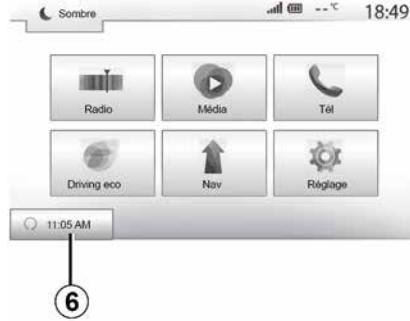 Sombre -- °C 18:49
Radio Média Tél
Driving eco Nav Réglage
11:05 AM
6